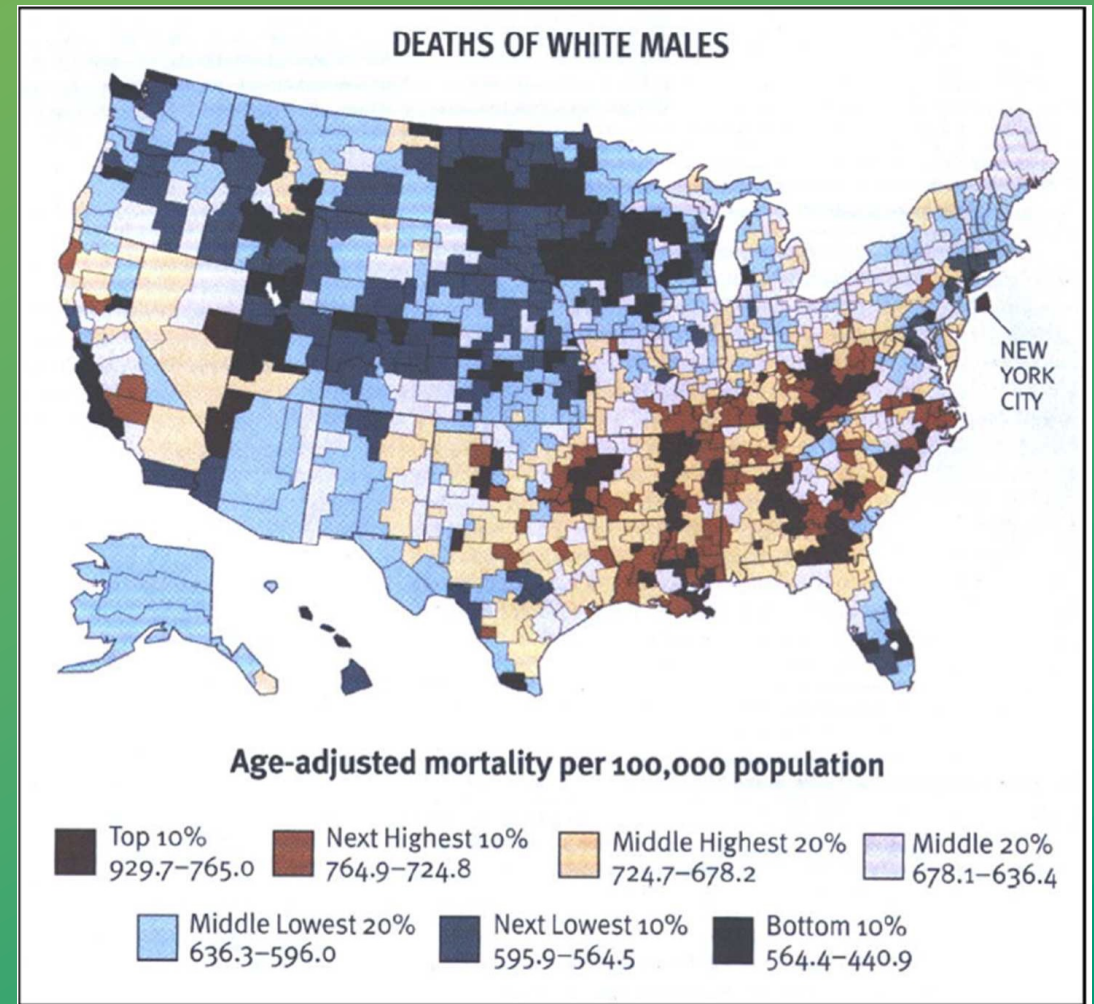 DEATHS OF WHITE MALES
NEW
YORK
CITY
Age-adjusted mortality per 100,000 population
Top 10%
929.7–765.0
Next Highest 10%
764.9–724.8
Middle Highest 20%
724.7–678.2
Middle 20%
678.1–636.4
Middle Lowest 20%
636.3–596.0
Next Lowest 10%
595.9–564.5
Bottom 10%
564.4–440.9